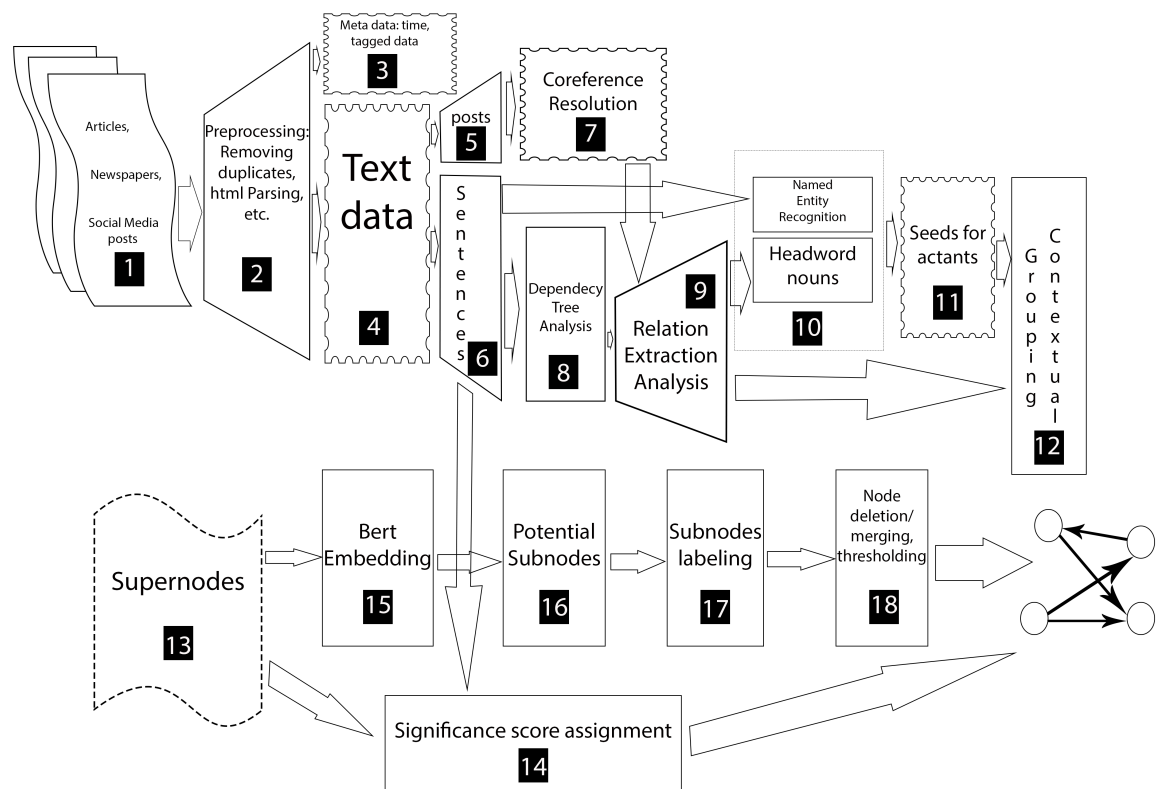 Articles,
Newspapers,
Social Media
posts
1
Preprocessing:
Removing
duplicates,
html Parsing,
etc.
2
Meta data: time,
tagged data
3
Text
data
4
posts
5
Sentences
6
Coreference
Resolution
7
Dependecy
Tree
Analysis
8
9
Relation
Extraction
Analysis
Named
Entity
Recognition
Headword
nouns
10
Seeds for
actants
11
Contextual
Grouping
12
Supernodes
13
Bert
Embedding
15
Potential
Subnodes
16
Subnodes
labeling
17
Node
deletion/
merging,
thresholding
18
Significance score assignment
14